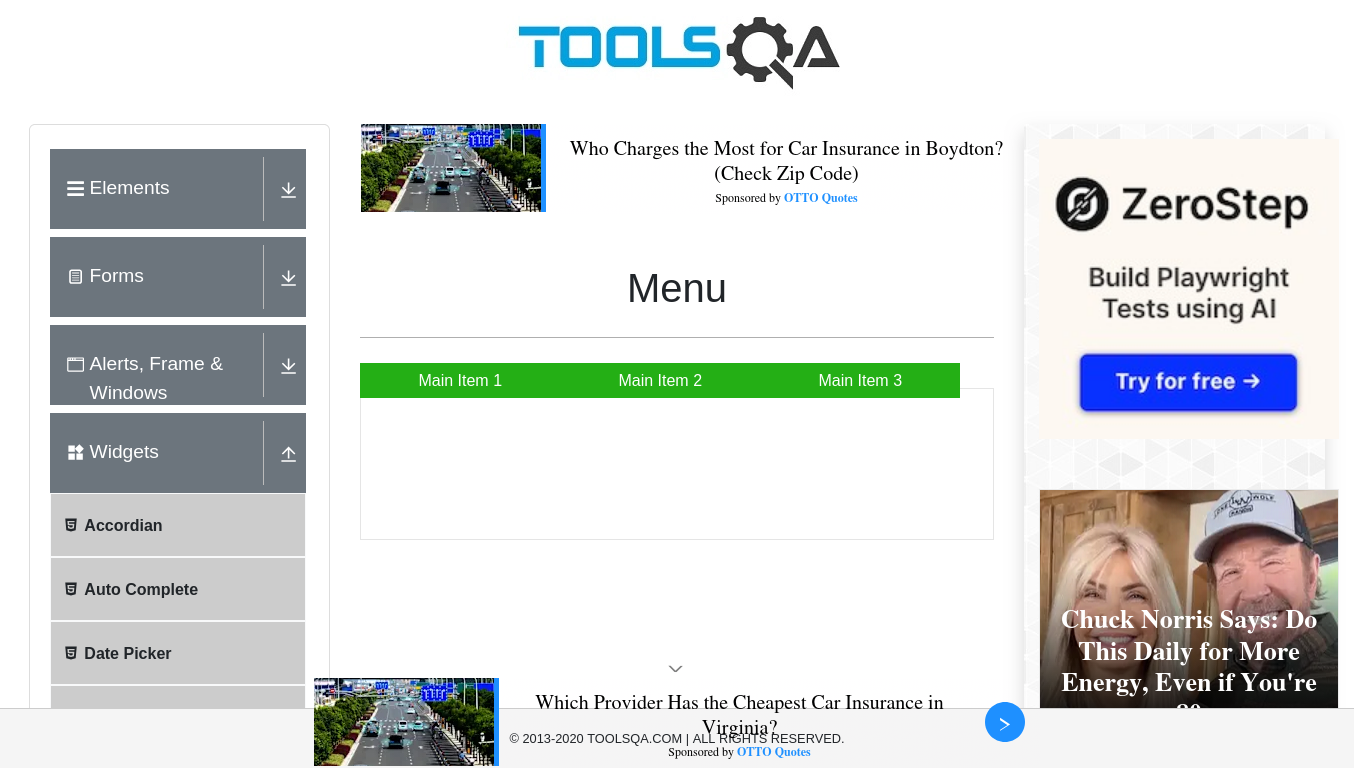 TOOLSQA
Elements
Forms
Alerts, Frame &
Windows
Widgets
Accordian
Auto Complete
Date Picker
Who Charges the Most for Car Insurance in Boydton?
(Check Zip Code)
Sponsored by OTTO Quotes
Menu
Main Item 1
Main Item 2
Main Item 3
ZeroStep
Build Playwright
Tests using AI
Try for free →
Chuck Norris Says: Do
This Daily for More
Energy, Even if You're
Which Provider Has the Cheapest Car Insurance in
Virginia?
© 2013-2020 TOOLSQA.COM | ALL RIGHTS RESERVED.
Sponsored by OTTO Quotes